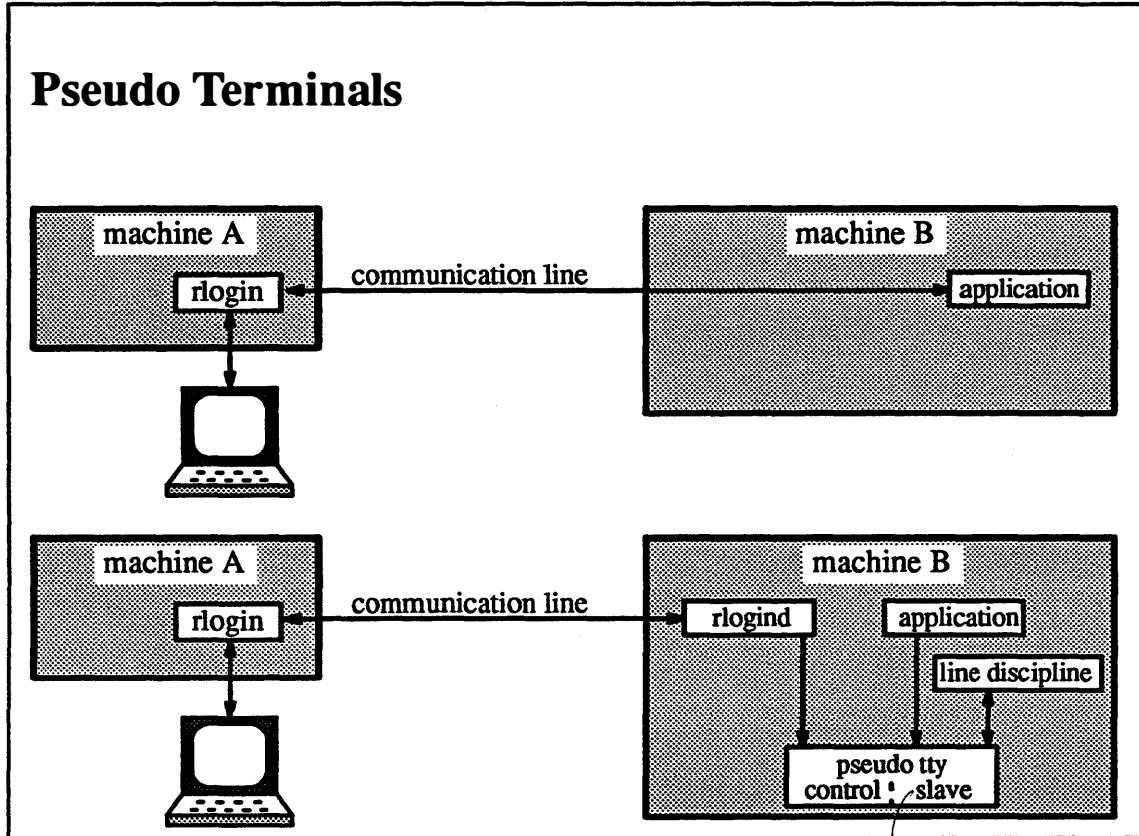 Pseudo Terminals
machine A
rlogin
communication line
machine B
application
machine A
rlogin
communication line
machine B
rlogind
application
line discipline
pseudo tty
control slave